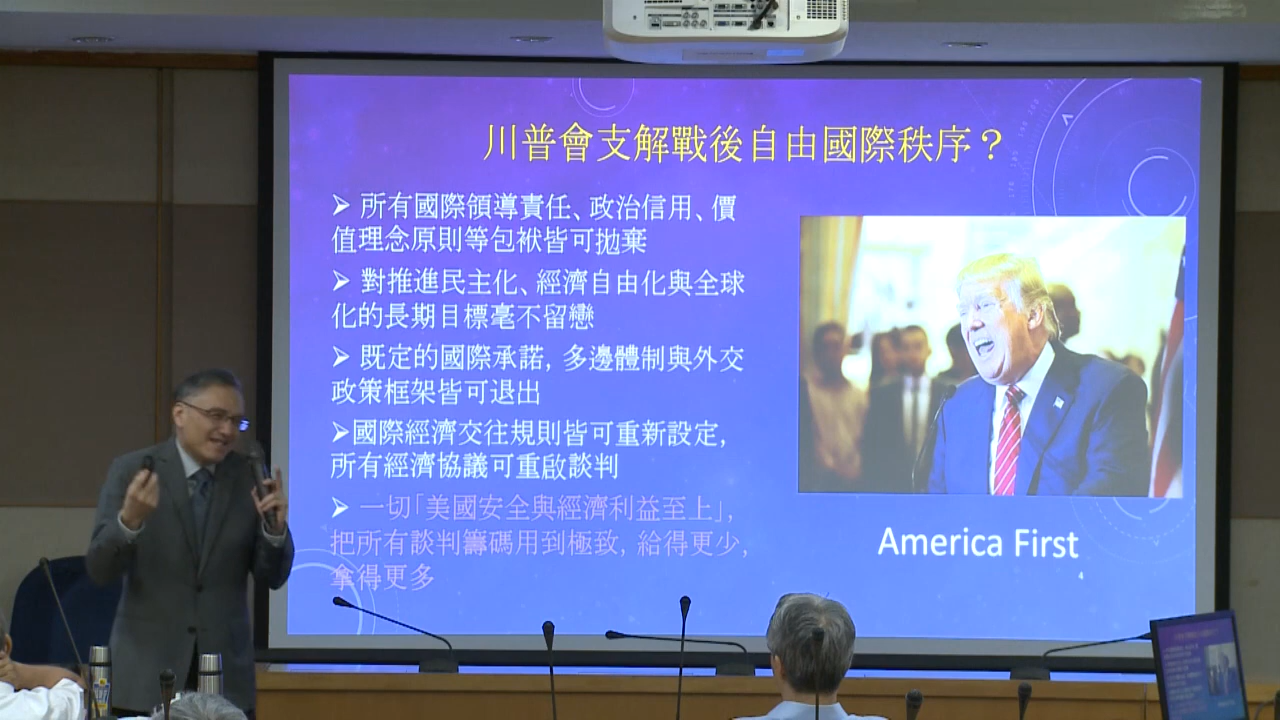 川普會支解戰後自由國際秩序？
➢ 所有國際領導責任、政治信用、價
值理念原則等包袱皆可拋棄
➢ 對推進民主化、經濟自由化與全球
化的長期目標毫不留戀
➢ 既定的國際承諾, 多邊體制與外交
政策框架皆可退出
➢國際經濟交往規則皆可重新設定,
所有經濟協議可重啟談判
➢ 一切「美國安全與經濟利益至上」,
把所有談判籌碼用到極致, 給得更少,
拿得更多
America First
4